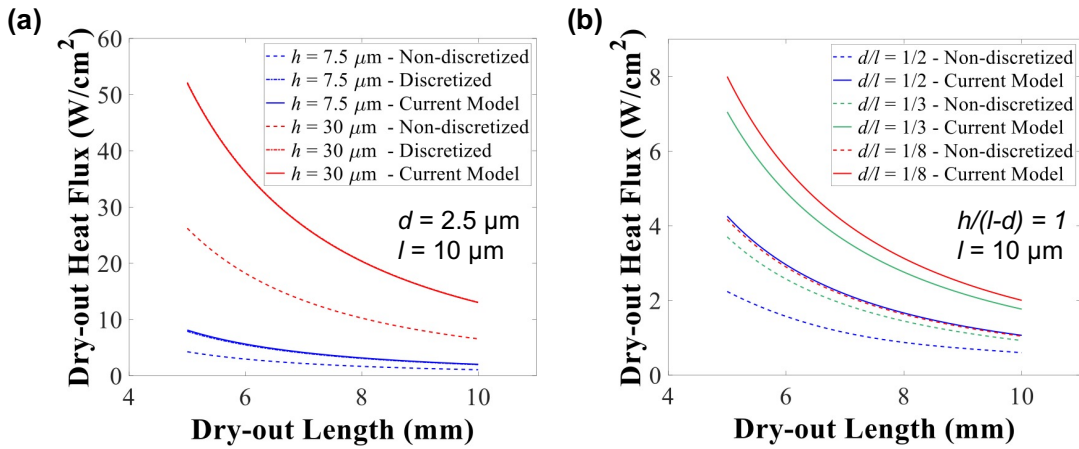 (a)
60
50
40
30
20
10
0
4
6
8
10
Dry-out Heat Flux (W/cm²)
Dry-out Length (mm)
h = 7.5 μm - Non-discretized
h = 7.5 μm - Discretized
h = 7.5 μm - Current Model
h = 30 μm - Non-discretized
h = 30 μm - Discretized
h = 30 μm - Current Model
d = 2.5 μm
l = 10 μm
(b)
8
6
4
2
0
4
6
8
10
Dry-out Heat Flux (W/cm²)
Dry-out Length (mm)
d/l = 1/2 - Non-discretized
d/l = 1/2 - Current Model
d/l = 1/3 - Non-discretized
d/l = 1/3 - Current Model
d/l = 1/8 - Non-discretized
d/l = 1/8 - Current Model
h/(l-d) = 1
l = 10 μm